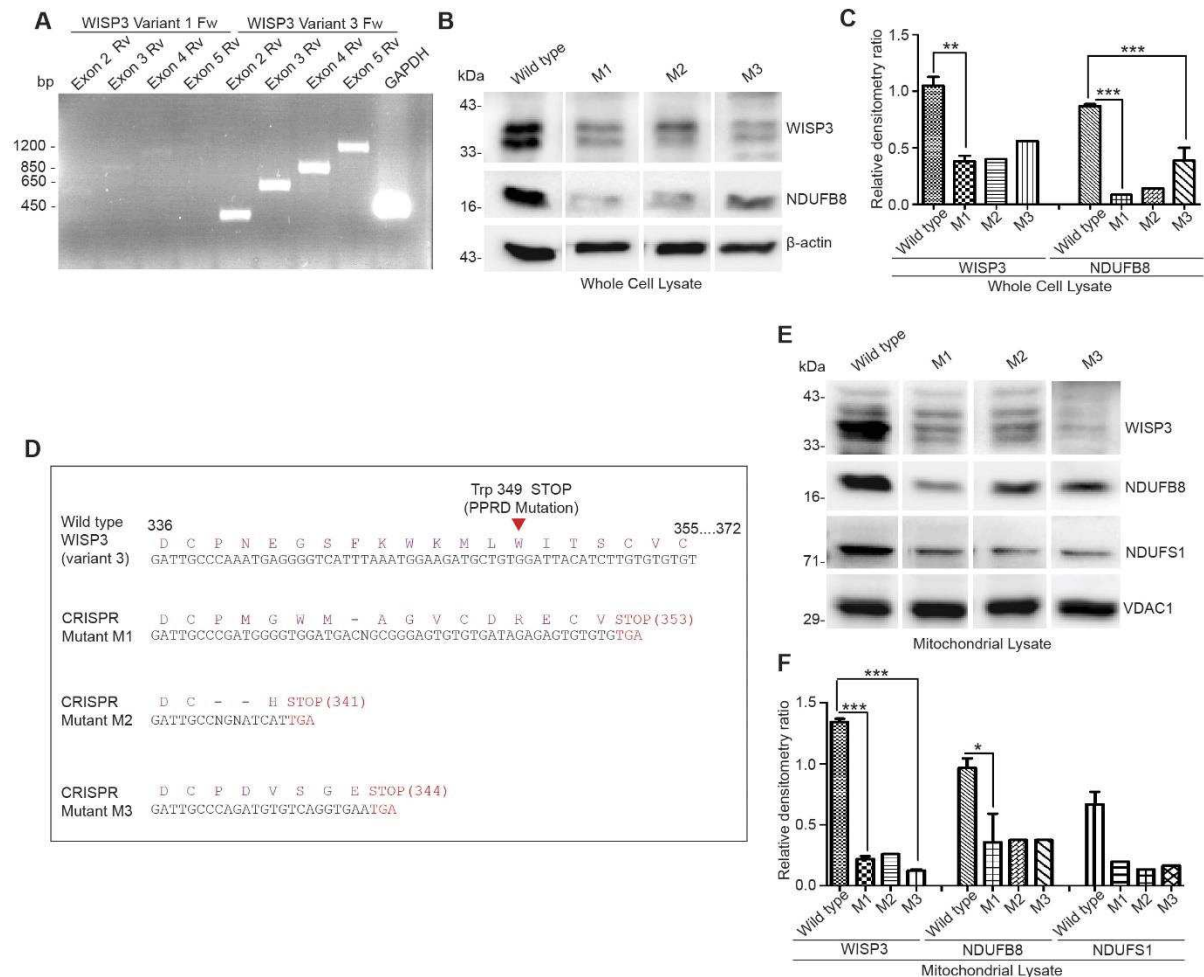 A
WISP3 Variant 1 Fw WISP3 Variant 3 Fw
Exon 2 Rv Exon 3 Rv Exon 4 Rv Exon 5 Rv Exon 2 Rv Exon 3 Rv Exon 4 Rv Exon 5 Rv GAPDH
bp
1200 -
850 -
650 -
450 -
B
kDa Wild type M1 M2 M3
43-
WISP3
33-
NDUFB8
16-
β-actin
43-
Whole Cell Lysate
C
Relative densitometry ratio
1.5
1.0
0.5
0.0
** *** ***
Wild type M1 M2 M3 Wild type M1 M2 M3
WISP3 NDUFB8
Whole Cell Lysate
D
Trp 349 STOP
(PPRD Mutation)
Wild type 336 355....372
WISP3 D C P N E G S F K W K M L W I T S C V C
(variant 3) GATTGCCCAAATGAGGGGTCATTTAAATGGAAGATGCTGTGGATTACATCTTGTGTGTGT
CRISPR D C P M G W M - A G V C D R E C V STOP(353)
Mutant M1 GATTGCCCGATGGGGTGGATGACNGCGGGAGTGTGTGATAGAGAGTGTGTGTGA
CRISPR D C - - H STOP(341)
Mutant M2 GATTGCCNGNATCATTGA
CRISPR D C P D V S G E STOP(344)
Mutant M3 GATTGCCCAGATGTGTCAGGTGAATGA
E
kDa Wild type M1 M2 M3
43-
WISP3
33-
NDUFB8
16-
NDUFS1
71-
VDAC1
29-
Mitochondrial Lysate
F
Relative densitometry ratio
1.5
1.0
0.5
0.0
*** *** *
Wild type M1 M2 M3 Wild type M1 M2 M3 Wild type M1 M2 M3
WISP3 NDUFB8 NDUFS1
Mitochondrial Lysate